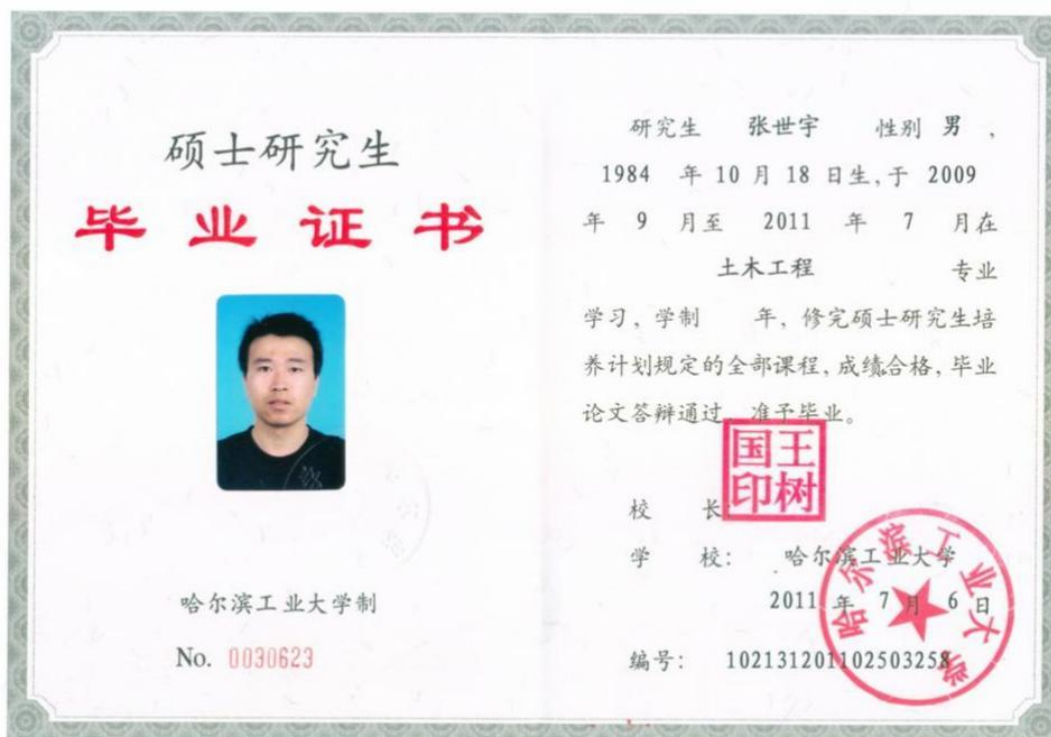 硕士研究生
毕业证书
哈尔滨工业大学制
No. 0030623
研究生 张世宇 性别 男 ,
1984 年 10 月 18 日生,于 2009
年 9 月至 2011 年 7 月在
土木工程 专业
学习, 学制 年, 修完硕士研究生培
养计划规定的全部课程, 成绩合格, 毕业
论文答辩通过, 准予毕业。
王树国印
校 长:
学 校: 哈尔滨工业大学
2011 年 7 月 6 日
编号: 102131201102503258
哈尔滨工业大学